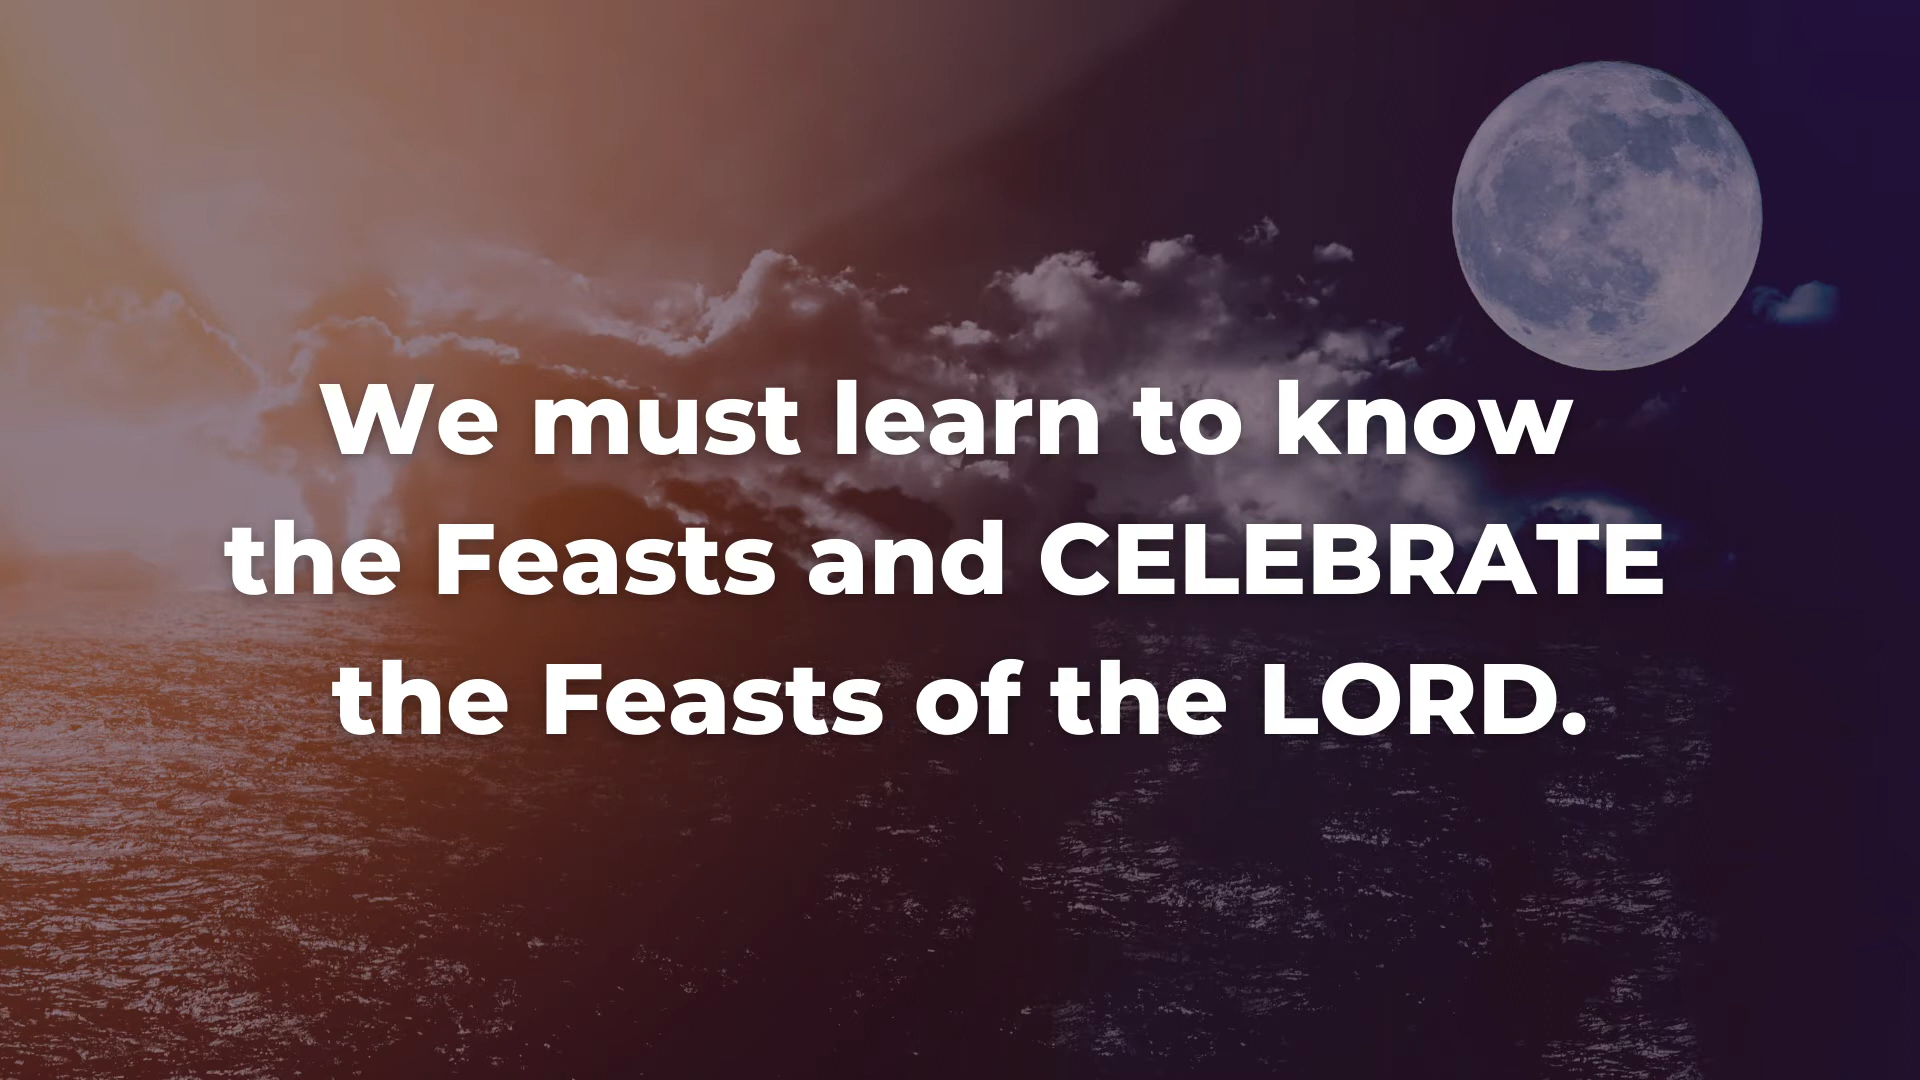 We must learn to know
the Feasts and CELEBRATE
the Feasts of the LORD.